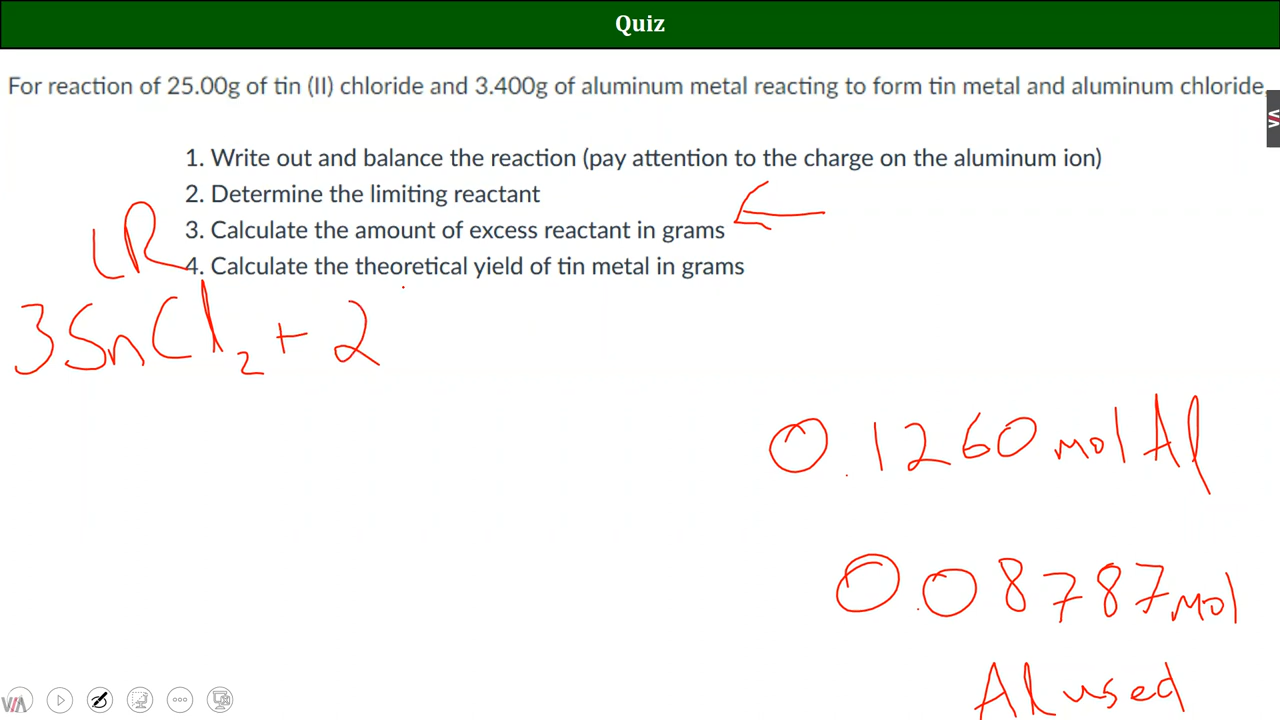 Quiz
For reaction of 25.00g of tin (II) chloride and 3.400g of aluminum metal reacting to form tin metal and aluminum chloride,
1. Write out and balance the reaction (pay attention to the charge on the aluminum ion)
2. Determine the limiting reactant
3. Calculate the amount of excess reactant in grams
4. Calculate the theoretical yield of tin metal in grams
LR
3SnCl₂ + 2
0.1260 mol Al
0.08787 mol
Al used